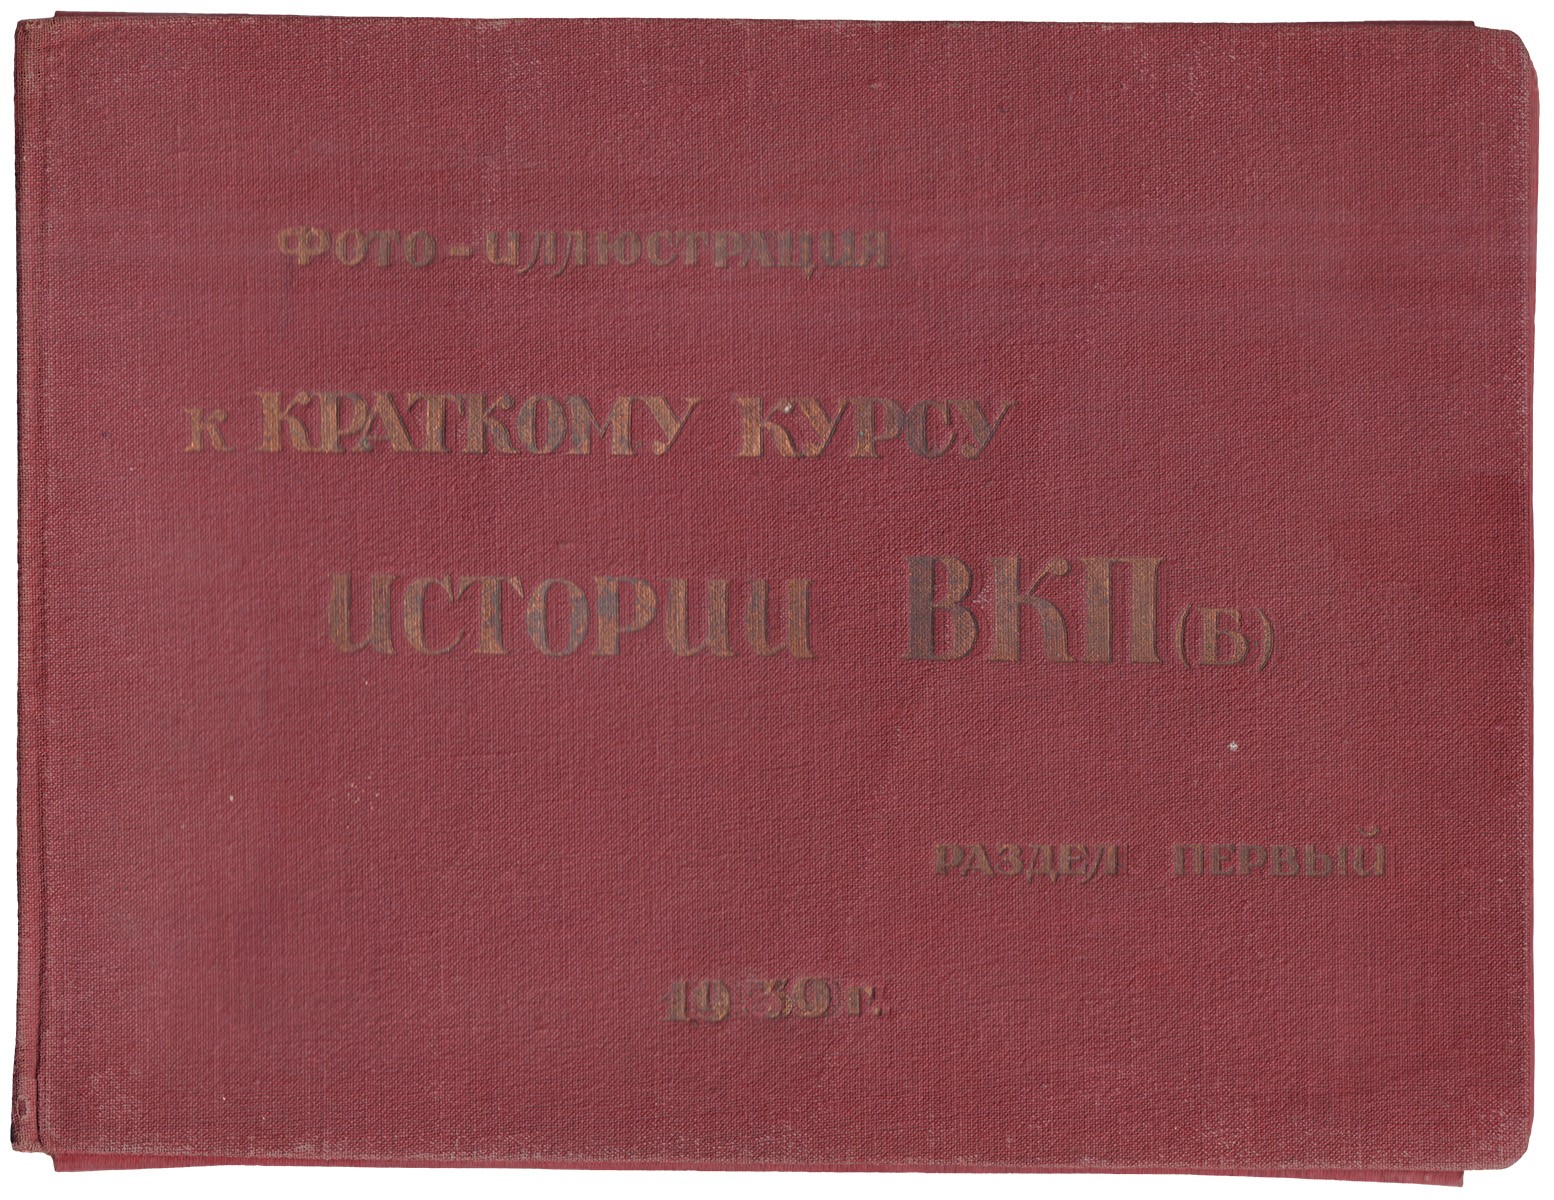 ФОТО-ИЛЛЮСТРАЦИЯ
к КРАТКОМУ КУРСУ
ИСТОРИИ ВКП(Б)
РАЗДЕЛ ПЕРВЫЙ
1939 г.